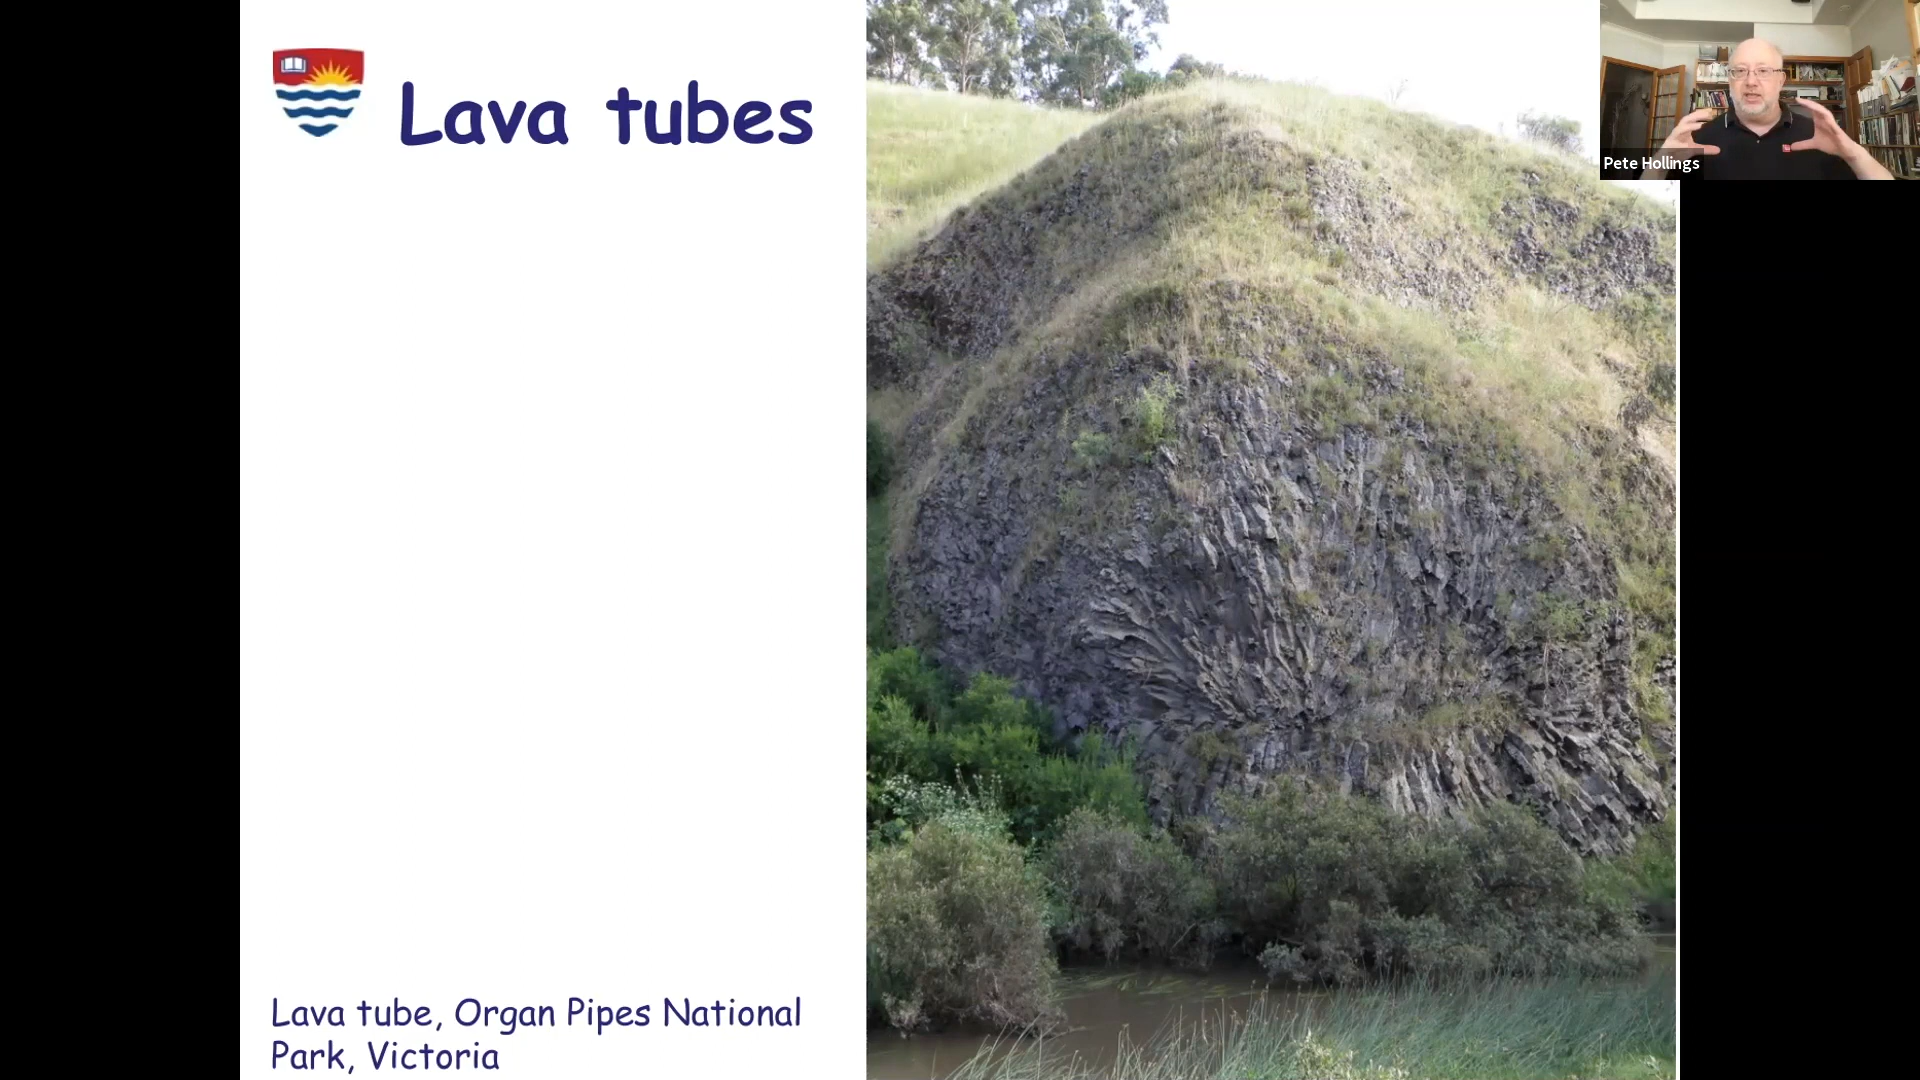 Lava tubes
Pete Hollings
Lava tube, Organ Pipes National
Park, Victoria